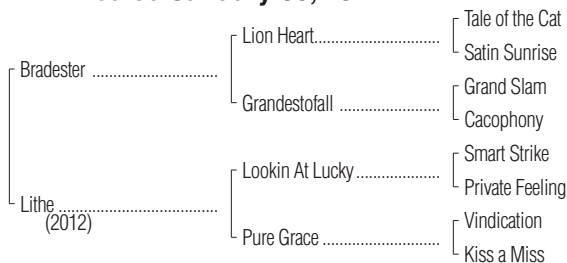 Tale of the Cat
Lion Heart
Satin Sunrise
Bradester
Grand Slam
Grandestofall
Cacophony
Smart Strike
Lookin At Lucky
Private Feeling
Lithe
(2012)
Vindication
Pure Grace
Kiss a Miss